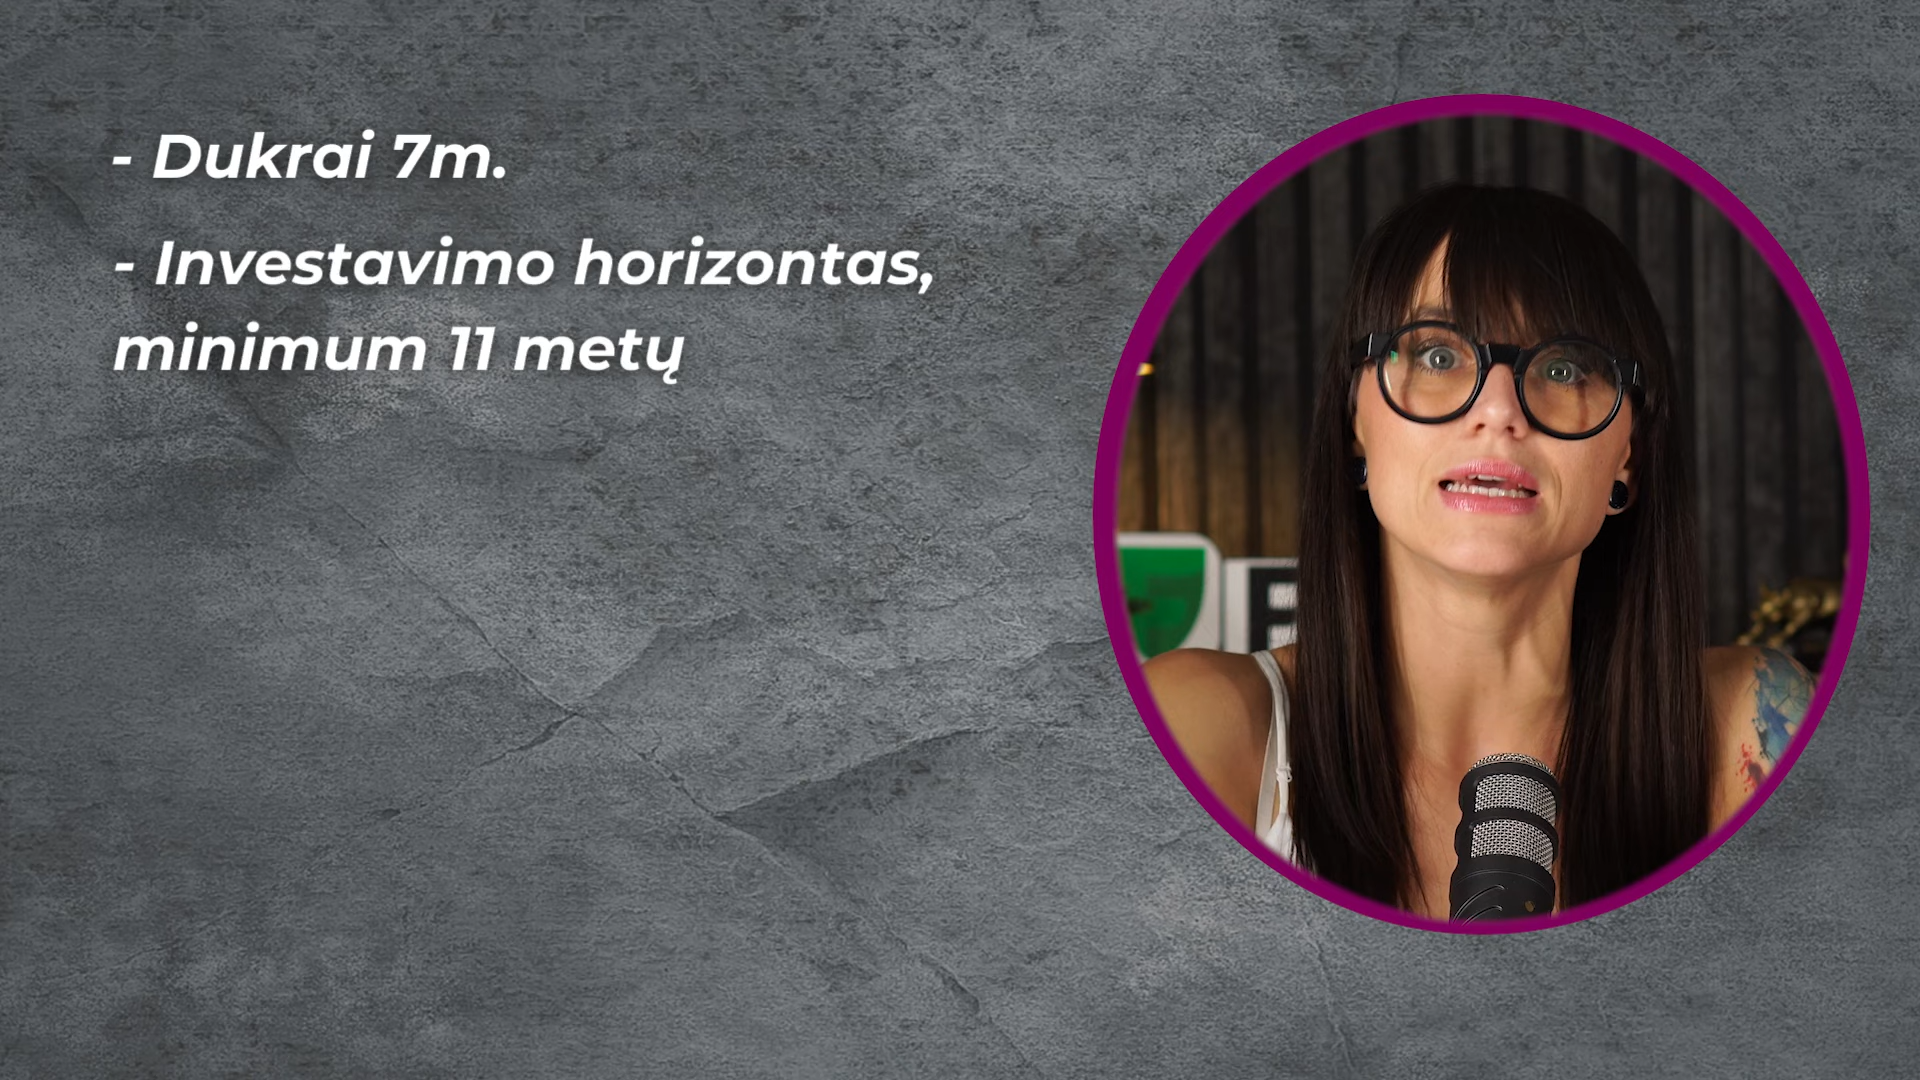 - Dukrai 7m.
- Investavimo horizontas,
minimum 11 metų